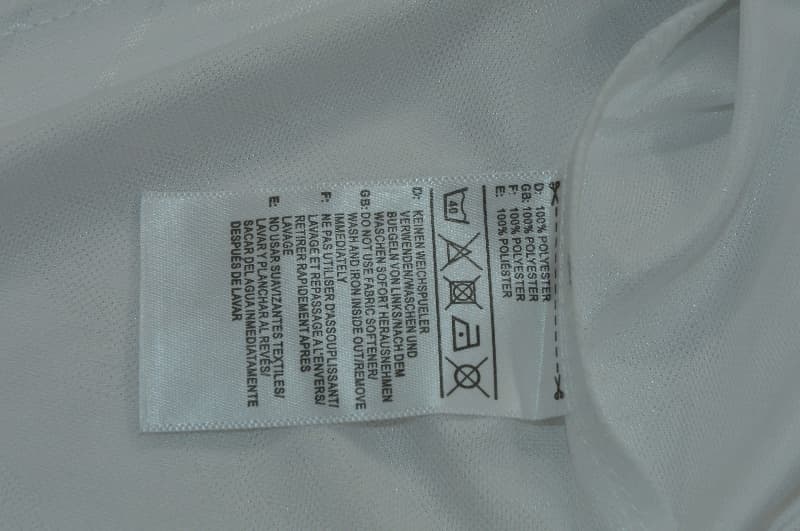 D: 100% POLYESTER
GB: 100% POLYESTER
F: 100% POLYESTER
E: 100% POLIÉSTER
40
D: KEINEN WEICHSPUELER
VERWENDEN/WASCHEN UND
BUEGELN VON LINKS/NACH DEM
WASCHEN SOFORT HERAUSNEHMEN
GB: DO NOT USE FABRIC SOFTENER/
WASH AND IRON INSIDE OUT/REMOVE
IMMEDIATELY
F: NE PAS UTILISER D'ASSOUPLISSANT/
LAVAGE ET REPASSAGE A L'ENVERS/
RETIRER RAPIDEMENT APRES
LAVAGE
E: NO USAR SUAVIZANTES TEXTILES/
LAVAR Y PLANCHAR AL REVÉS/
SACAR DEL AGUA INMEDIATAMENTE
DESPUÉS DE LAVAR